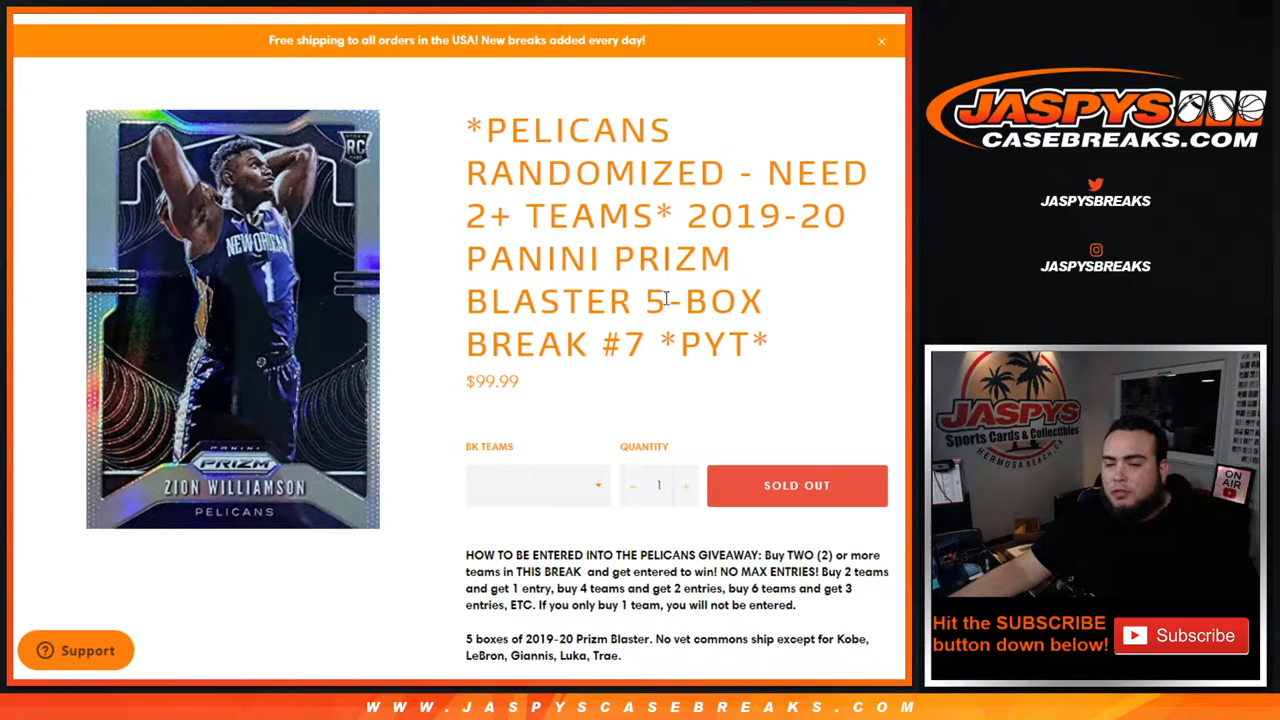 Free shipping to all orders in the USA! New breaks added every day!
×
*PELICANS
RANDOMIZED - NEED
2+ TEAMS* 2019-20
PANINI PRIZM
BLASTER 5-BOX
BREAK #7 *PYT*
$99.99
BK TEAMS
QUANTITY
− 1 +
SOLD OUT
HOW TO BE ENTERED INTO THE PELICANS GIVEAWAY: Buy TWO (2) or more
teams in THIS BREAK and get entered to win! NO MAX ENTRIES! Buy 2 teams
and get 1 entry, buy 4 teams and get 2 entries, buy 6 teams and get 3
entries, ETC. If you only buy 1 team, you will not be entered.
5 boxes of 2019-20 Prizm Blaster. No vet commons ship except for Kobe,
LeBron, Giannis, Luka, Trae.
RC
NEW ORLEANS
1
PANINI
PRIZM
ZION WILLIAMSON
PELICANS
Support
JASPYS
CASEBREAKS.COM
JASPYSBREAKS
JASPYSBREAKS
JASPYS
Sports Cards & Collectibles
HERMOSA BEACH, CA
ON
AIR
Hit the SUBSCRIBE
button down below!
Subscribe
WWW.JASPYSCASEBREAKS.COM